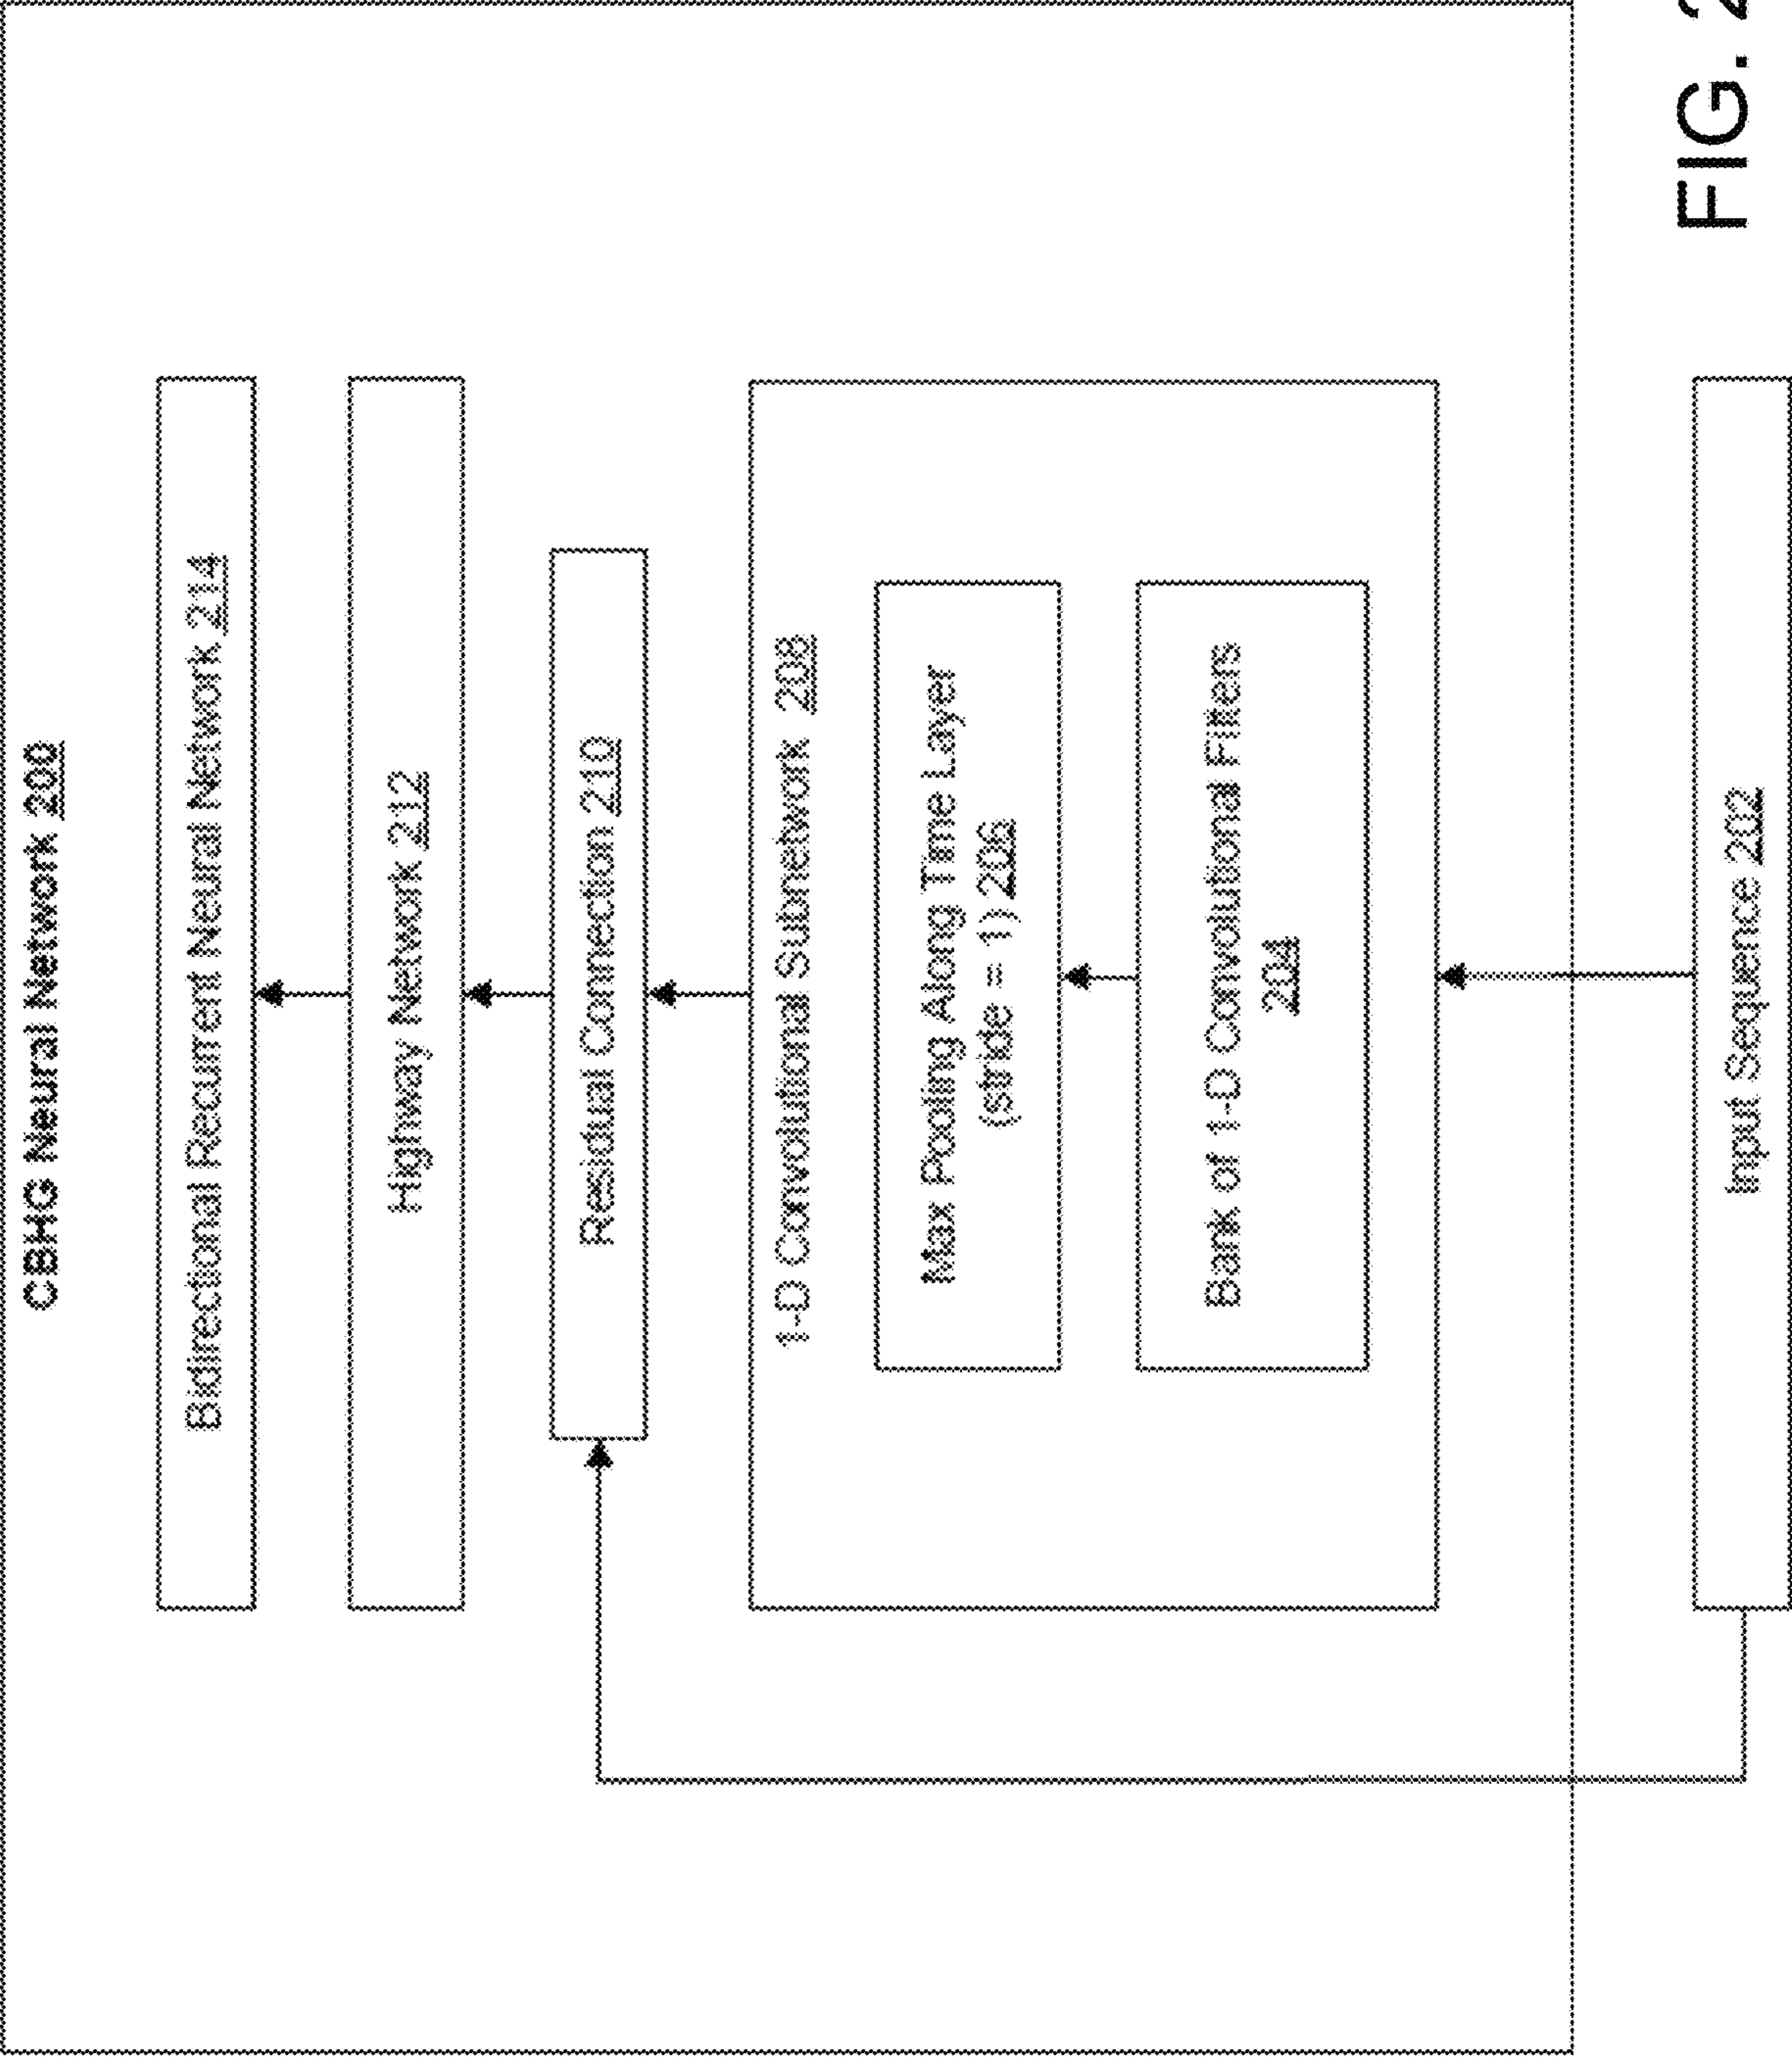 CBHG Neural Network 200
Bidirectional Recurrent Neural Network 214
Highway Network 212
Residual Connection 210
1-D Convolutional Subnetwork 208
Max Pooling Along Time Layer
(stride = 1) 206
Bank of 1-D Convolutional Filters
204
Input Sequence 202
FIG. 2